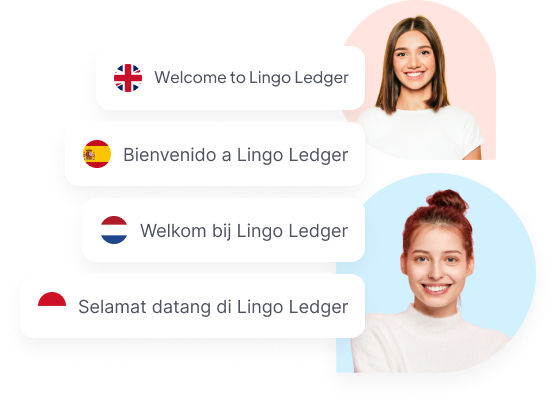 Welcome to Lingo Ledger
Bienvenido a Lingo Ledger
Welkom bij Lingo Ledger
Selamat datang di Lingo Ledger